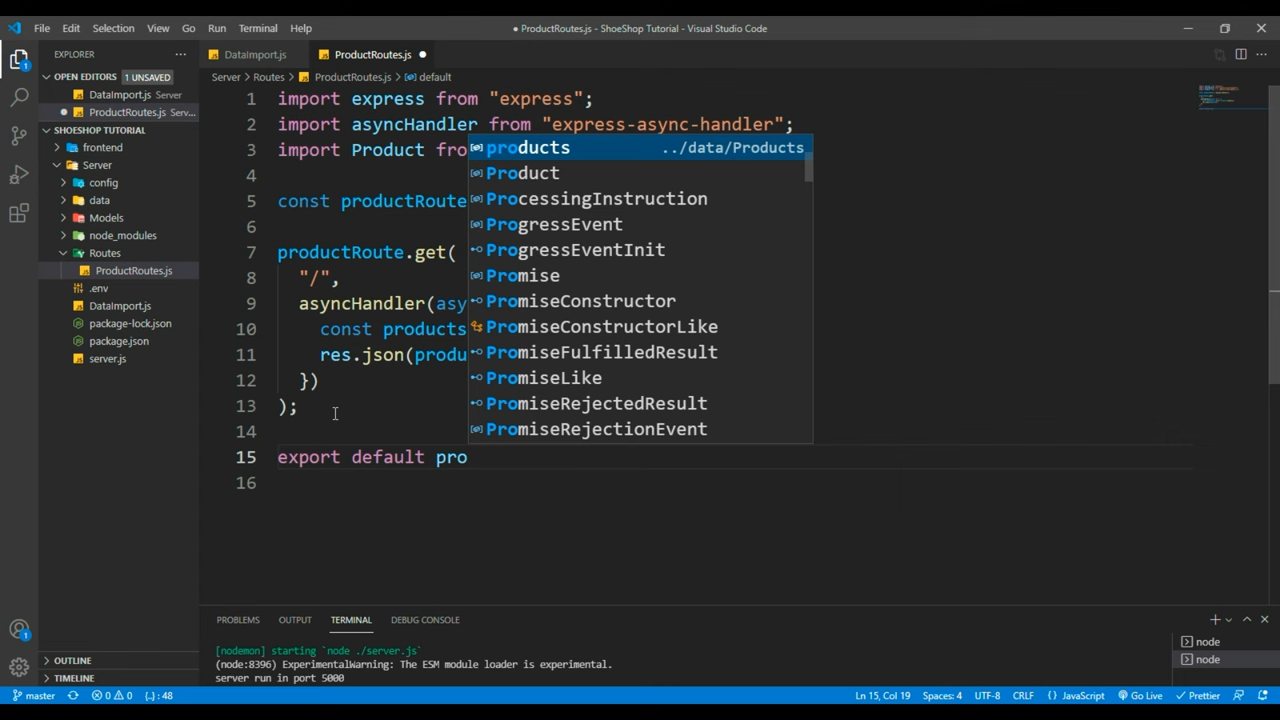 File Edit Selection View Go Run Terminal Help
● ProductRoutes.js - ShoeShop Tutorial - Visual Studio Code
EXPLORER
DataImport.js
ProductRoutes.js
OPEN EDITORS 1 UNSAVED
DataImport.js Server
ProductRoutes.js Serv...
SHOESHOP TUTORIAL
frontend
Server
config
data
Models
node_modules
Routes
ProductRoutes.js
.env
DataImport.js
package-lock.json
package.json
server.js
OUTLINE
TIMELINE
Server > Routes > ProductRoutes.js > default
1 import express from "express";
2 import asyncHandler from "express-async-handler";
3 import Product fro
4
5 const productRoute
6
7 productRoute.get(
8 "/",
9 asyncHandler(asy
10 const products
11 res.json(produ
12 })
13 );
14
15 export default pro
16
products ../data/Products
Product
ProcessingInstruction
ProgressEvent
ProgressEventInit
Promise
PromiseConstructor
PromiseConstructorLike
PromiseFulfilledResult
PromiseLike
PromiseRejectedResult
PromiseRejectionEvent
PROBLEMS OUTPUT TERMINAL DEBUG CONSOLE
[nodemon] starting `node ./server.js`
(node:8396) ExperimentalWarning: The ESM module loader is experimental.
server run in port 5000
node
node
master 0 0 {..} : 48
Ln 15, Col 19 Spaces: 4 UTF-8 CRLF {} JavaScript Go Live Prettier